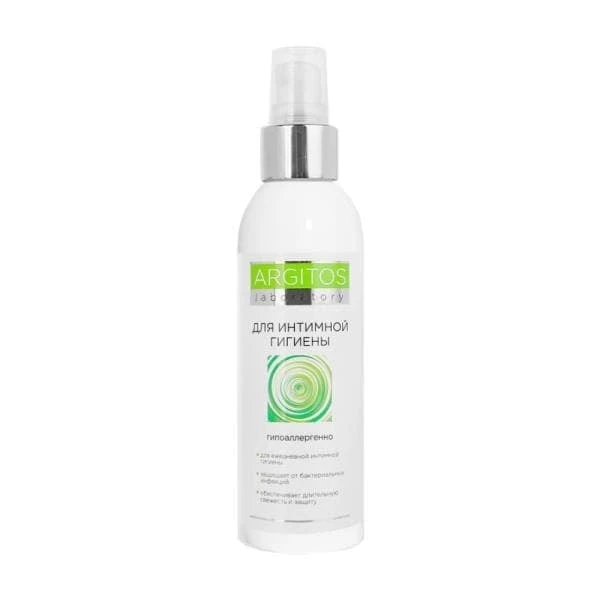 ARGITOS
laboratory
ДЛЯ ИНТИМНОЙ
ГИГИЕНЫ
гипоаллергенно
• для ежедневной интимной
гигиены
• защищает от бактериальных
инфекций
• обеспечивает длительную
свежесть и защиту